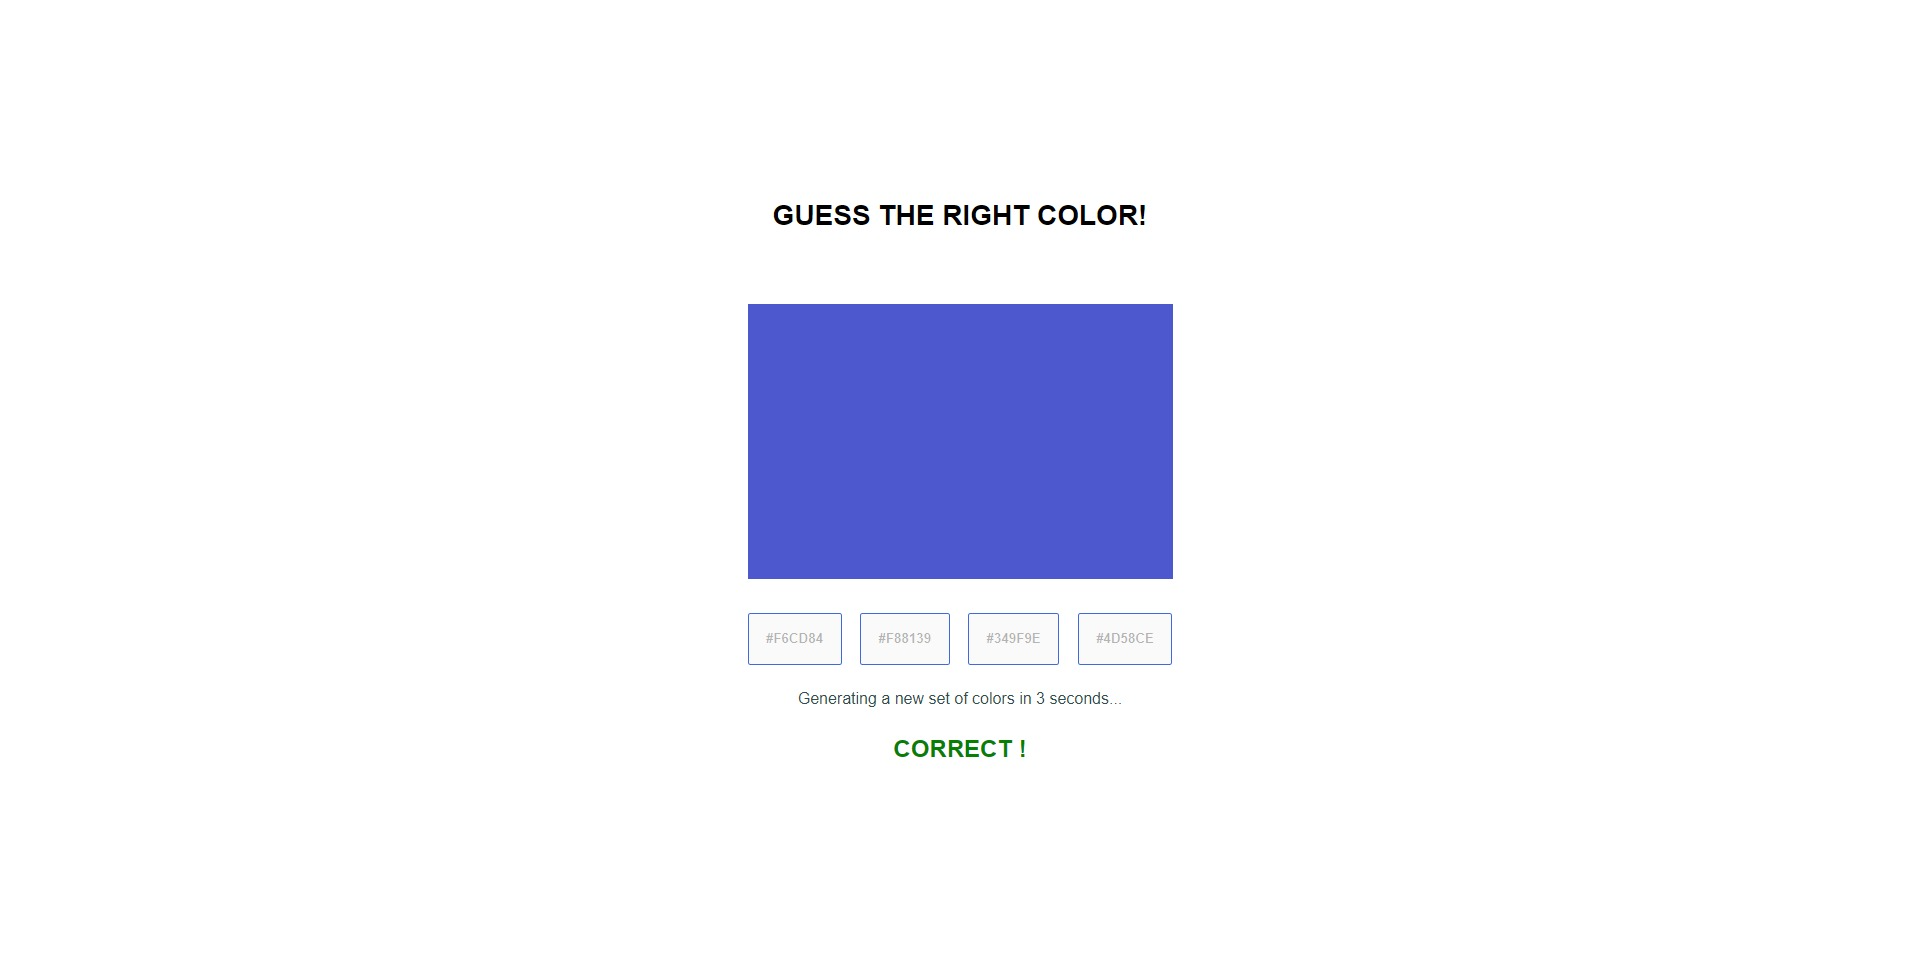 GUESS THE RIGHT COLOR!
#F6CD84 #F88139 #349F9E #4D58CE
Generating a new set of colors in 3 seconds...
CORRECT !